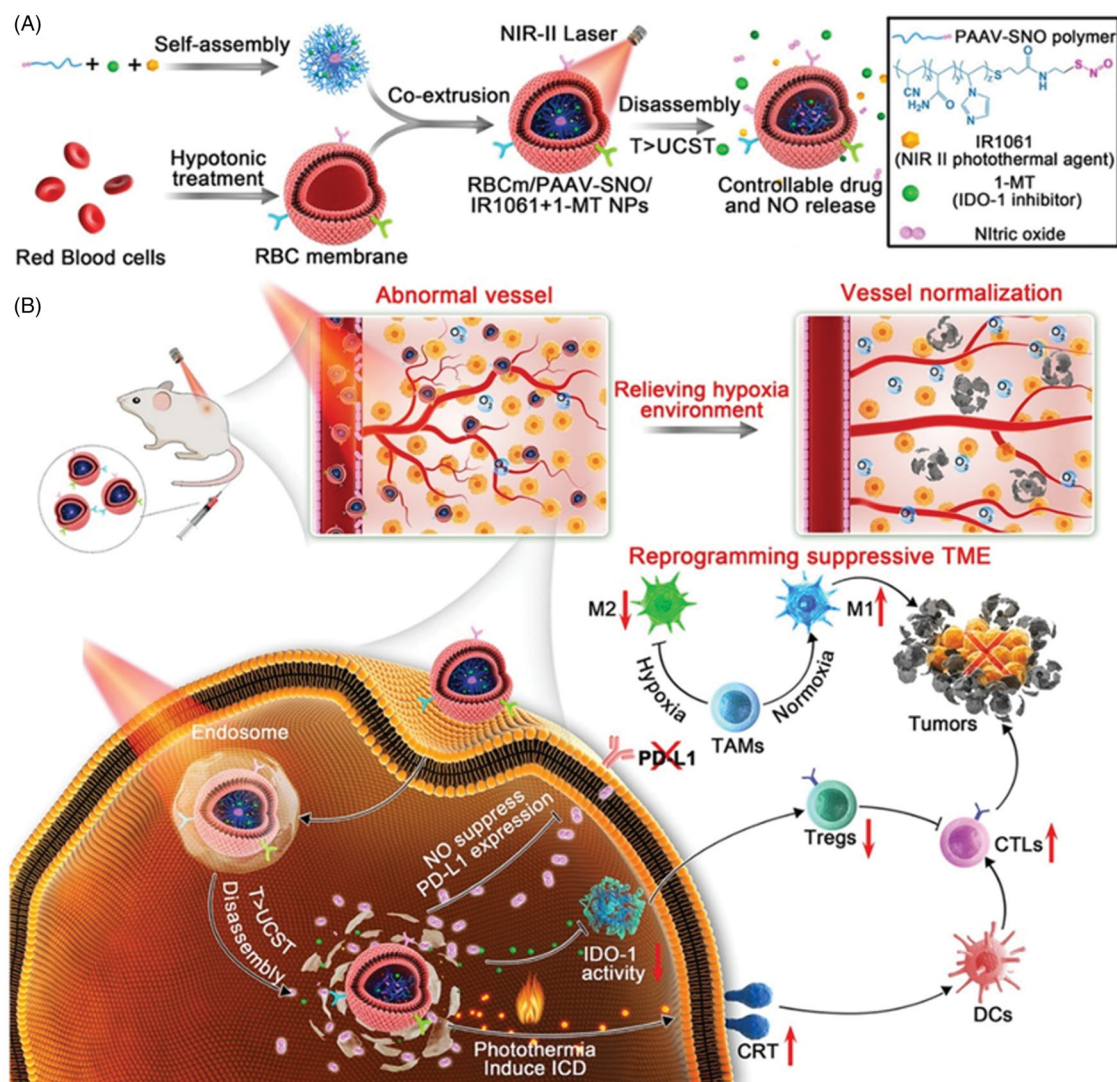 (A)
Self-assembly
NIR-II Laser
PAAV-SNO polymer
+
+
Co-extrusion
Disassembly
T>UCST
Hypotonic
treatment
Red Blood cells
RBC membrane
RBCm/PAAV-SNO/
IR1061+1-MT NPs
Controllable drug
and NO release
CN
H2N
O
N
N
S
O
N
H
S
N
O
x
y
z
IR1061
(NIR II photothermal agent)
1-MT
(IDO-1 inhibitor)
NItric oxide
(B)
Abnormal vessel
Vessel normalization
Relieving hypoxia
environment
Reprogramming suppressive TME
M2
M1
Hypoxia
Normoxia
TAMs
Tumors
PD-L1
Endosome
NO suppress
PD-L1 expression
Tregs
CTLs
T>UCST
Disassembly
IDO-1
activity
DCs
Photothermia
Induce ICD
CRT